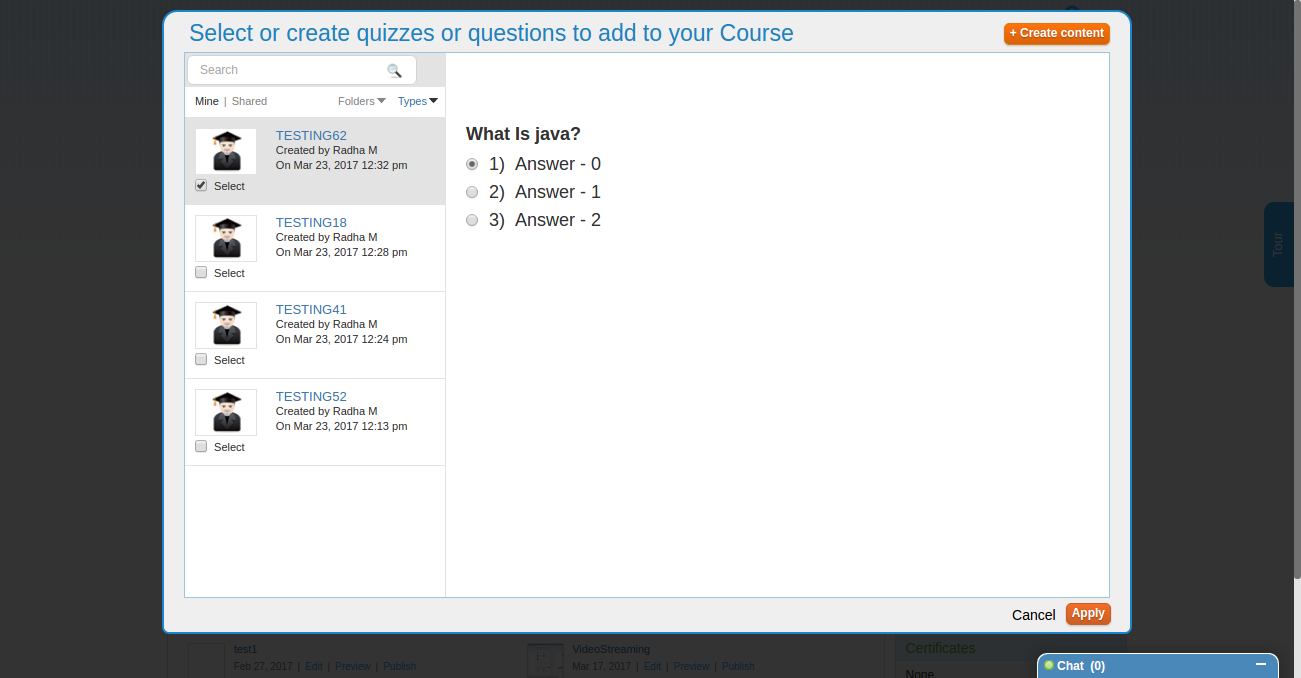 Select or create quizzes or questions to add to your Course
+ Create content
Search
Mine | Shared Folders Types
TESTING62
Created by Radha M
On Mar 23, 2017 12:32 pm
Select
TESTING18
Created by Radha M
On Mar 23, 2017 12:28 pm
Select
TESTING41
Created by Radha M
On Mar 23, 2017 12:24 pm
Select
TESTING52
Created by Radha M
On Mar 23, 2017 12:13 pm
Select
What Is java?
1) Answer - 0
2) Answer - 1
3) Answer - 2
Tour
Cancel
Apply
test1
Feb 27, 2017 | Edit | Preview | Publish
VideoStreaming
Mar 17, 2017 | Edit | Preview | Publish
Certificates
None
Chat (0)